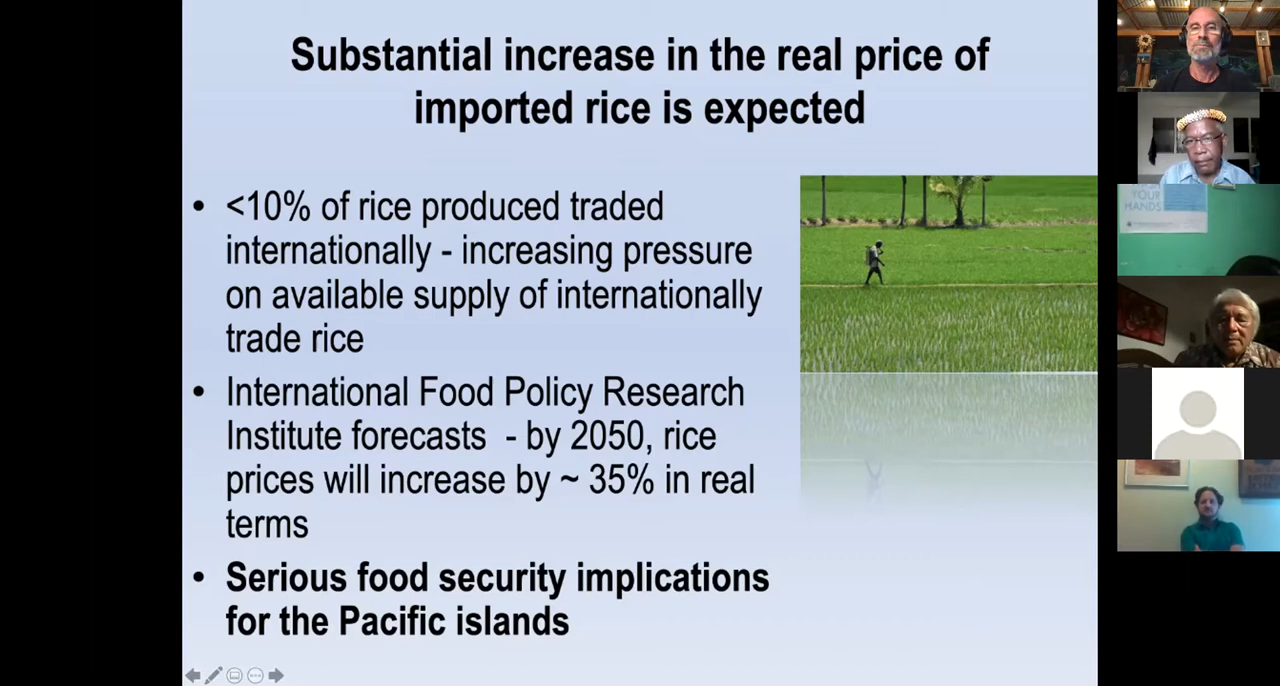 Substantial increase in the real price of
imported rice is expected
• <10% of rice produced traded
internationally - increasing pressure
on available supply of internationally
trade rice
• International Food Policy Research
Institute forecasts - by 2050, rice
prices will increase by ~ 35% in real
terms
• Serious food security implications
for the Pacific islands
YOUR
HANDS